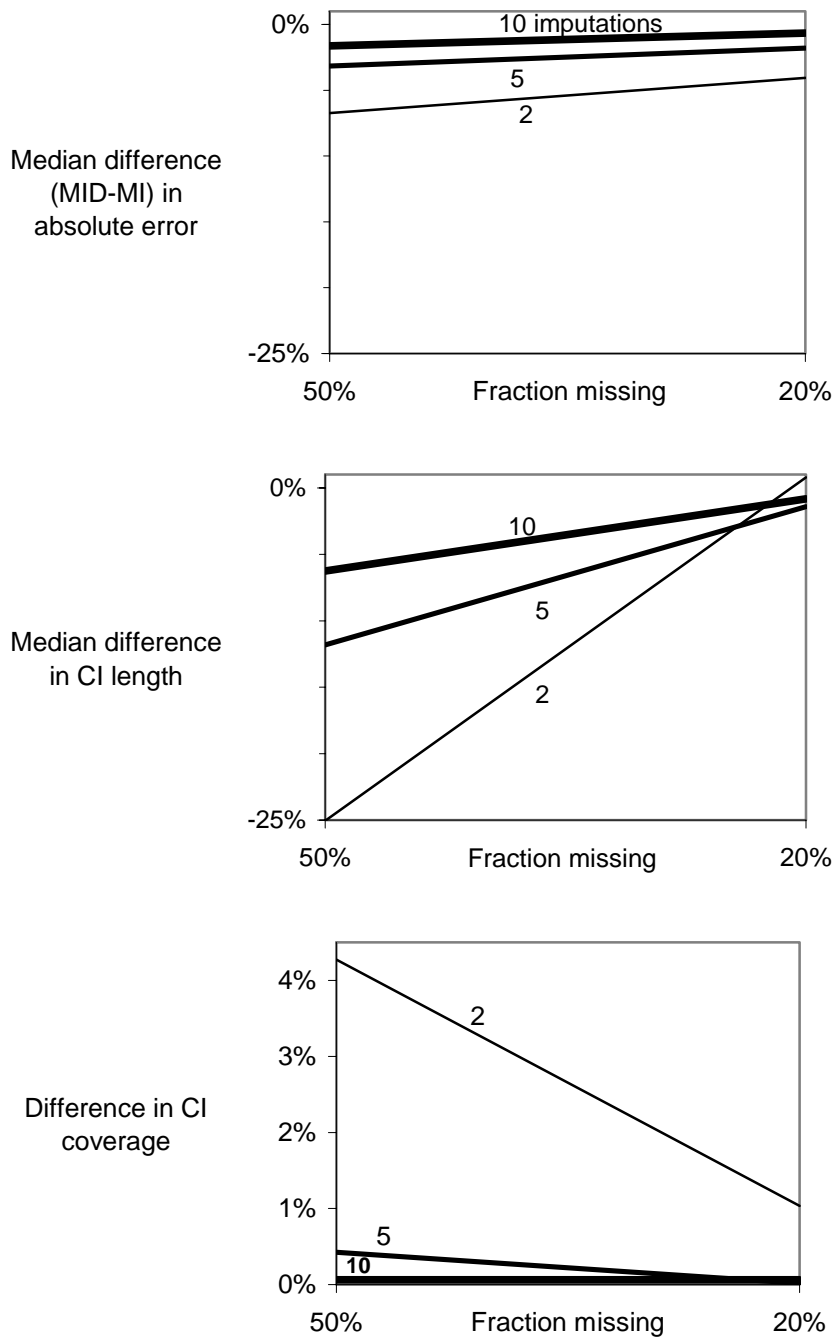 0%
10 imputations
5
2
Median difference
(MID-MI) in
absolute error
-25%
50%
Fraction missing
20%
0%
10
5
2
Median difference
in CI length
-25%
50%
Fraction missing
20%
4%
2
3%
2%
Difference in CI
coverage
1%
5
10
0%
50%
Fraction missing
20%